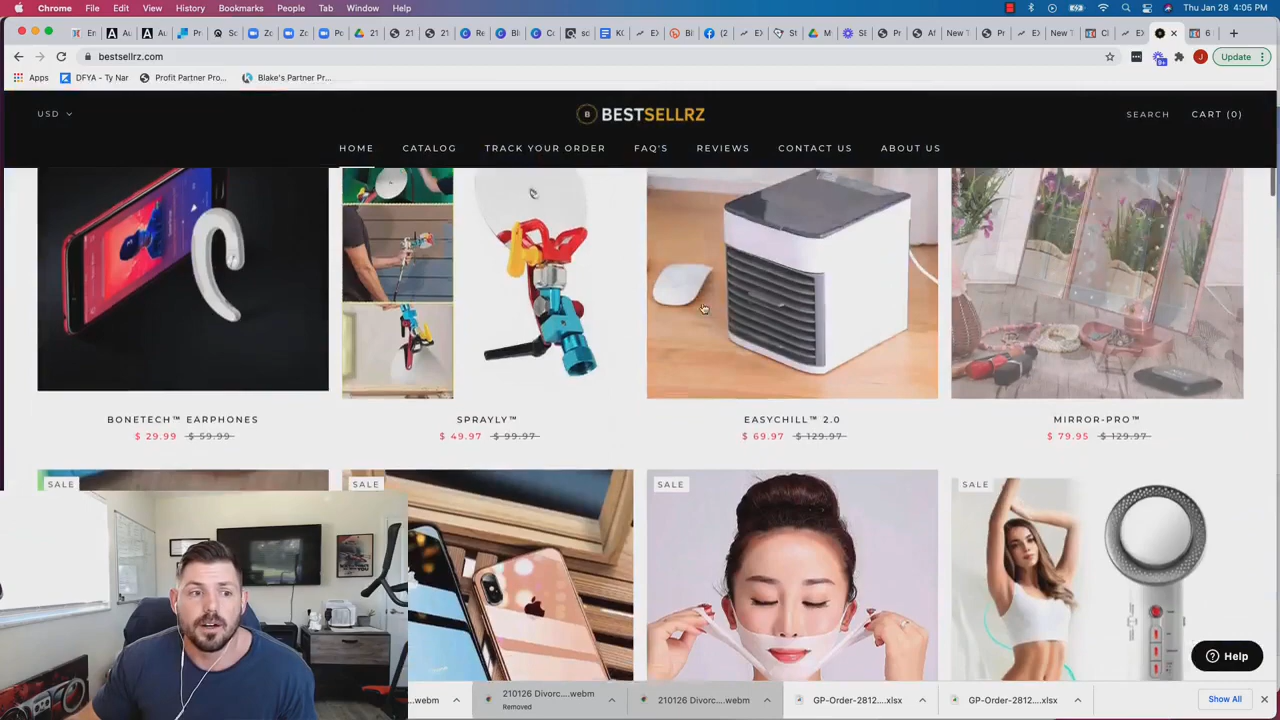 Chrome File Edit View History Bookmarks People Tab Window Help
Thu Jan 28 4:05 PM
bestsellrz.com
Update
Apps DFYA - Ty Nar Profit Partner Pro... Blake's Partner Pr...
USD
BESTSELLRZ
SEARCH CART (0)
HOME CATALOG TRACK YOUR ORDER FAQ'S REVIEWS CONTACT US ABOUT US
BONETECH™ EARPHONES
$ 29.99 $ 59.99
SPRAYLY™
$ 49.97 $ 99.97
EASYCHILL™ 2.0
$ 69.97 $ 129.97
MIRROR-PRO™
$ 79.95 $ 129.97
SALE
SALE
SALE
SALE
Help
....webm
210126 Divorc....webm
Removed
210126 Divorc....webm
GP-Order-2812....xlsx
GP-Order-2812....xlsx
Show All